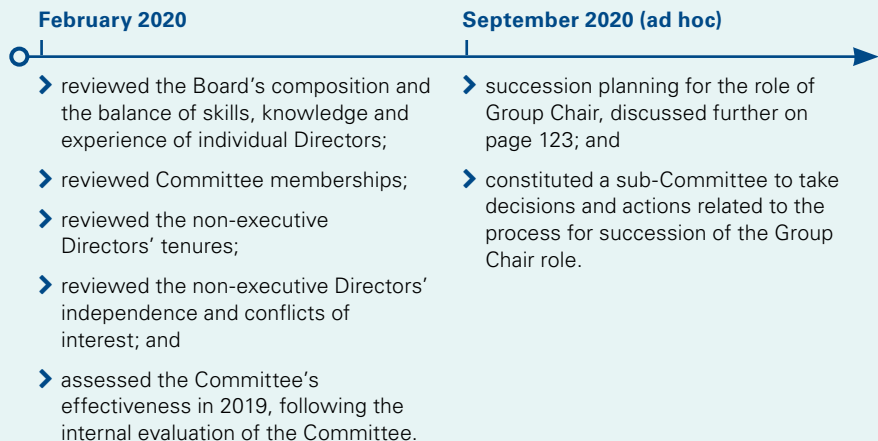 February 2020
reviewed the Board’s composition and
the balance of skills, knowledge and
experience of individual Directors;
reviewed Committee memberships;
reviewed the non-executive
Directors’ tenures;
reviewed the non-executive Directors’
independence and conflicts of
interest; and
assessed the Committee’s
effectiveness in 2019, following the
internal evaluation of the Committee.
September 2020 (ad hoc)
succession planning for the role of
Group Chair, discussed further on
page 123; and
constituted a sub-Committee to take
decisions and actions related to the
process for succession of the Group
Chair role.